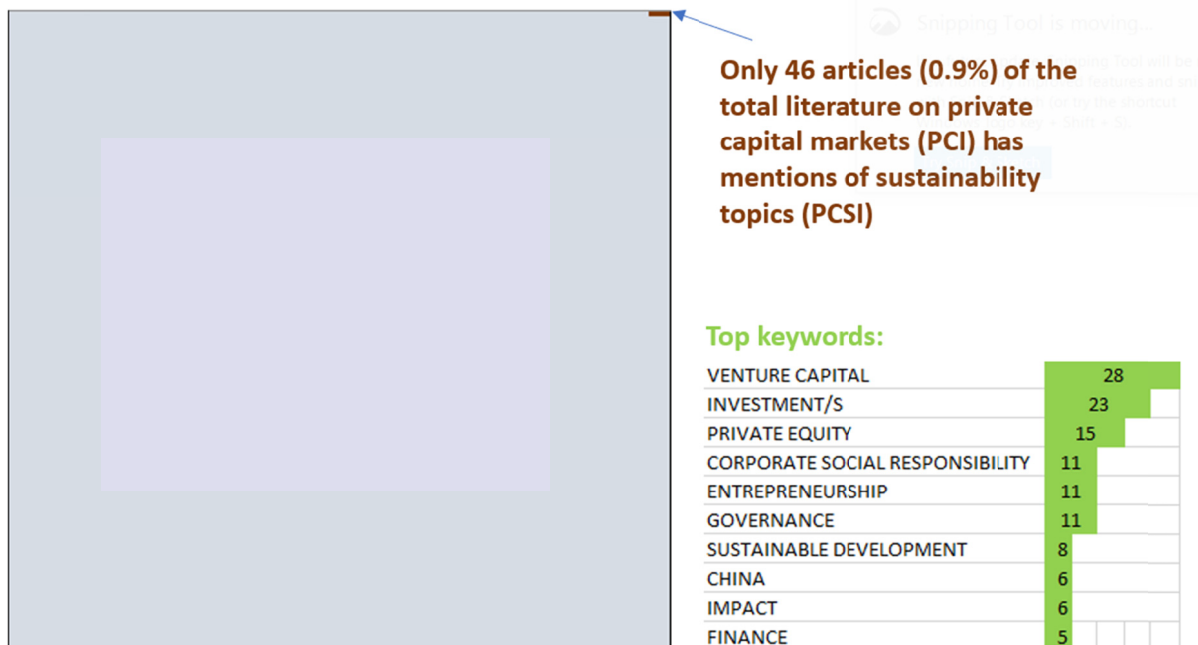 Snipping Tool is moving...
Only 46 articles (0.9%) of the
total literature on private
capital markets (PCI) has
mentions of sustainability
topics (PCSI)
Top keywords:
VENTURE CAPITAL 28
INVESTMENT/S 23
PRIVATE EQUITY 15
CORPORATE SOCIAL RESPONSIBILITY 11
ENTREPRENEURSHIP 11
GOVERNANCE 11
SUSTAINABLE DEVELOPMENT 8
CHINA 6
IMPACT 6
FINANCE 5